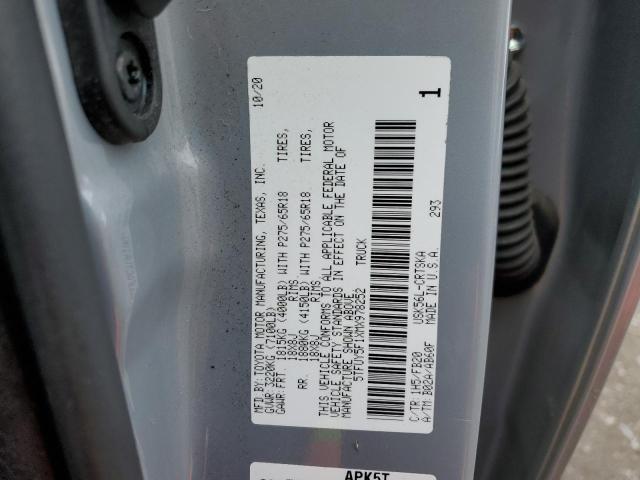 MFD. BY: TOYOTA MOTOR MANUFACTURING, TEXAS, INC. 10/20
GVWR: 3220KG (7100LB)
GAWR: FRT. 1815KG (4000LB) WITH P275/65R18 TIRES,
18X8J RIMS
RR. 1880KG (4150LB) WITH P275/65R18 TIRES,
18X8J RIMS
THIS VEHICLE CONFORMS TO ALL APPLICABLE FEDERAL MOTOR
VEHICLE SAFETY STANDARDS IN EFFECT ON THE DATE OF
MANUFACTURE SHOWN ABOVE.
5TFUY5F1XMX978252 TRUCK
C/TR: 1H5/FB20 USK56L-CRTSKA 1
A/TM: B02A/AB60F MADE IN U.S.A. 293
APK5T